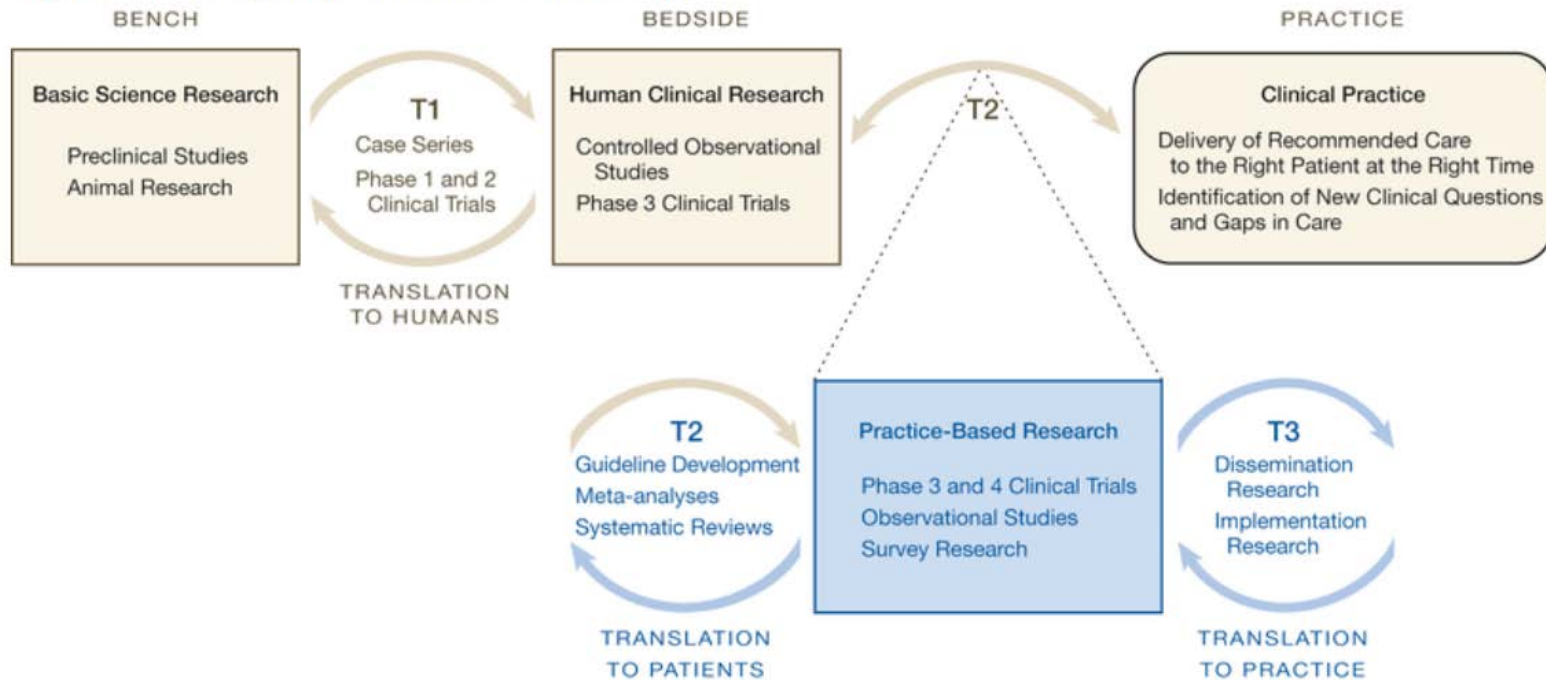 BENCH
BEDSIDE
PRACTICE
Basic Science Research
Preclinical Studies
Animal Research
T1
Case Series
Phase 1 and 2
Clinical Trials
TRANSLATION
TO HUMANS
Human Clinical Research
Controlled Observational
Studies
Phase 3 Clinical Trials
T2
Clinical Practice
Delivery of Recommended Care
to the Right Patient at the Right Time
Identification of New Clinical Questions
and Gaps in Care
T2
Guideline Development
Meta-analyses
Systematic Reviews
TRANSLATION
TO PATIENTS
Practice-Based Research
Phase 3 and 4 Clinical Trials
Observational Studies
Survey Research
T3
Dissemination
Research
Implementation
Research
TRANSLATION
TO PRACTICE